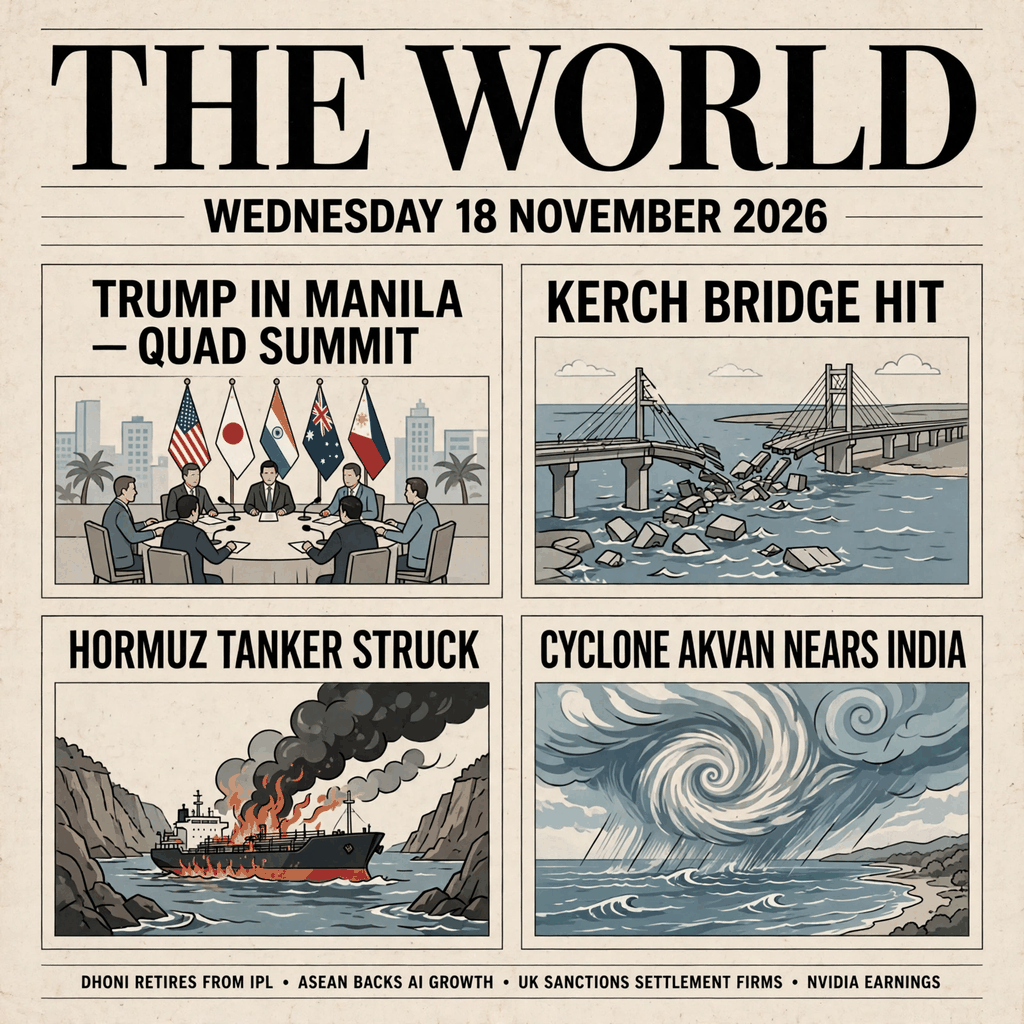 THE WORLD
WEDNESDAY 18 NOVEMBER 2026
TRUMP IN MANILA
— QUAD SUMMIT
KERCH BRIDGE HIT
HORMUZ TANKER STRUCK
CYCLONE AKVAN NEARS INDIA
DHONI RETIRES FROM IPL • ASEAN BACKS AI GROWTH • UK SANCTIONS SETTLEMENT FIRMS • NVIDIA EARNINGS